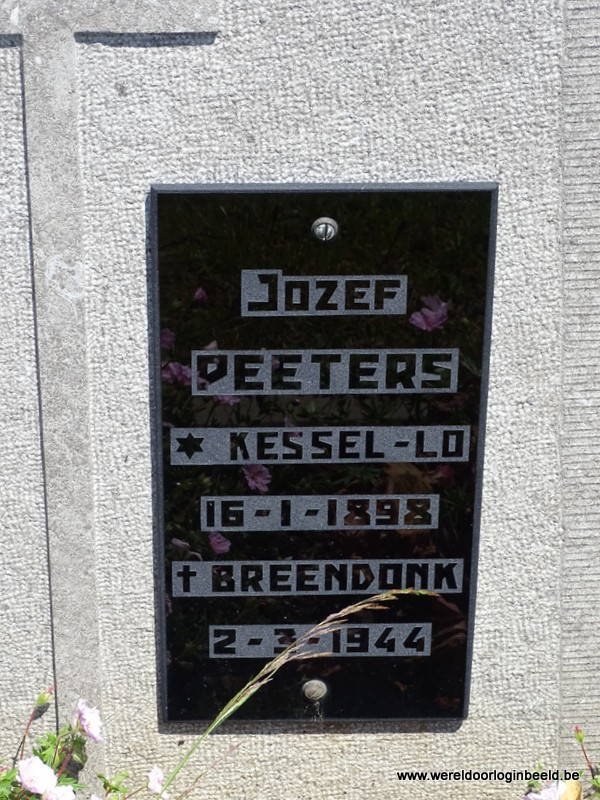 JOZEF
PEETERS
* KESSEL-LO
16-1-1898
† BREENDONK
2-3-1944
www.wereldoorloginbeeld.be